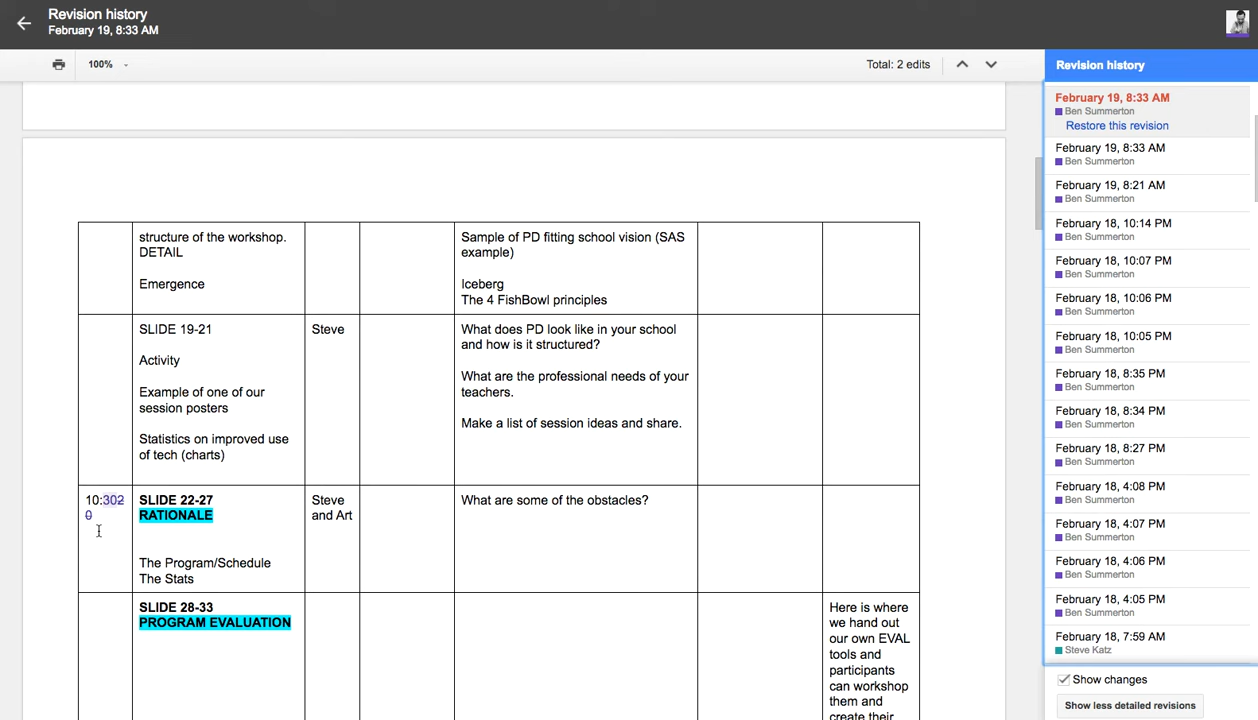 Revision history
February 19, 8:33 AM
100%
Total: 2 edits
structure of the workshop.
DETAIL
Emergence
Sample of PD fitting school vision (SAS
example)
Iceberg
The 4 FishBowl principles
SLIDE 19-21
Activity
Example of one of our
session posters
Statistics on improved use
of tech (charts)
Steve
What does PD look like in your school
and how is it structured?
What are the professional needs of your
teachers.
Make a list of session ideas and share.
10:302
0
SLIDE 22-27
RATIONALE
The Program/Schedule
The Stats
Steve
and Art
What are some of the obstacles?
SLIDE 28-33
PROGRAM EVALUATION
Here is where
we hand out
our own EVAL
tools and
participants
can workshop
them and
create their
Revision history
February 19, 8:33 AM
Ben Summerton
Restore this revision
February 19, 8:33 AM
Ben Summerton
February 19, 8:21 AM
Ben Summerton
February 18, 10:14 PM
Ben Summerton
February 18, 10:07 PM
Ben Summerton
February 18, 10:06 PM
Ben Summerton
February 18, 10:05 PM
Ben Summerton
February 18, 8:35 PM
Ben Summerton
February 18, 8:34 PM
Ben Summerton
February 18, 8:27 PM
Ben Summerton
February 18, 4:08 PM
Ben Summerton
February 18, 4:07 PM
Ben Summerton
February 18, 4:06 PM
Ben Summerton
February 18, 4:05 PM
Ben Summerton
February 18, 7:59 AM
Steve Katz
Show changes
Show less detailed revisions